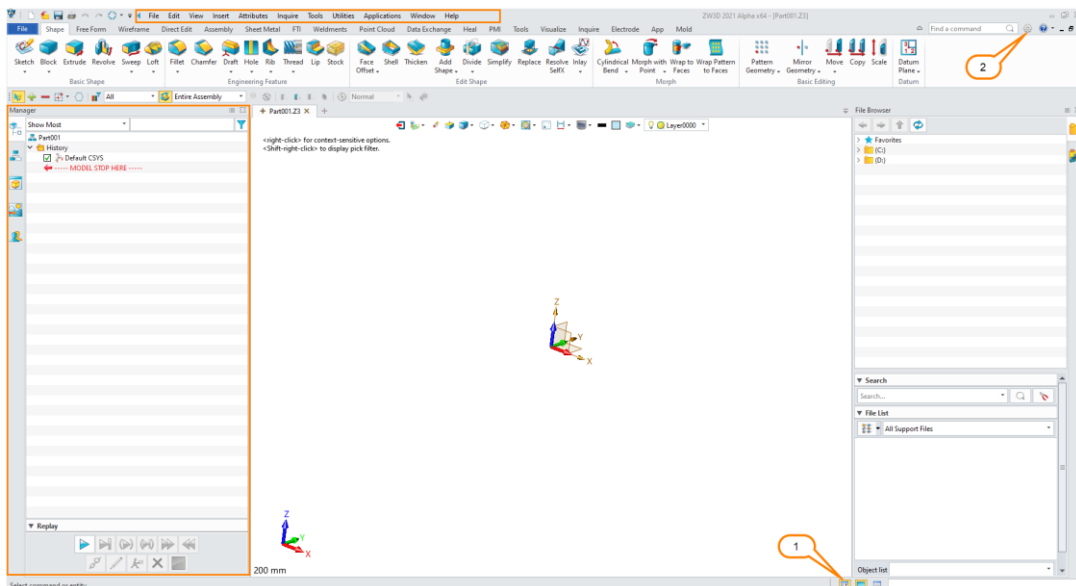 File Edit View Insert Attributes Inquire Tools Utilities Applications Window Help
ZW3D 2021 Alpha x64 - [Part001.Z3]
File Shape Free Form Wireframe Direct Edit Assembly Sheet Metal FTI Weldments Point Cloud Data Exchange Heal PMI Tools Visualize Inquire Electrode App Mold
Find a command
Sketch Block Extrude Revolve Sweep Loft
Basic Shape
Fillet Chamfer Draft Hole Rib Thread Lip Stock
Engineering Feature
Face Offset Shell Thicken Add Shape Divide Simplify Replace Resolve SelfX Inlay
Edit Shape
Cylindrical Bend Morph with Point Wrap to Faces Wrap Pattern to Faces
Morph
Pattern Geometry Mirror Geometry Move Copy Scale
Basic Editing
Datum Plane
Datum
2
All
Entire Assembly
Normal
Manager
Part001.Z3
File Browser
Show Most
Layer0000
Part001
History
Default CSYS
----- MODEL STOP HERE -----
<right-click> for context-sensitive options.
<Shift-right-click> to display pick filter.
Favorites
(C:)
(D:)
Z
Y
X
Search
Search...
File List
All Support Files
Replay
Z
Y
X
200 mm
1
Object list
Select command or entity.